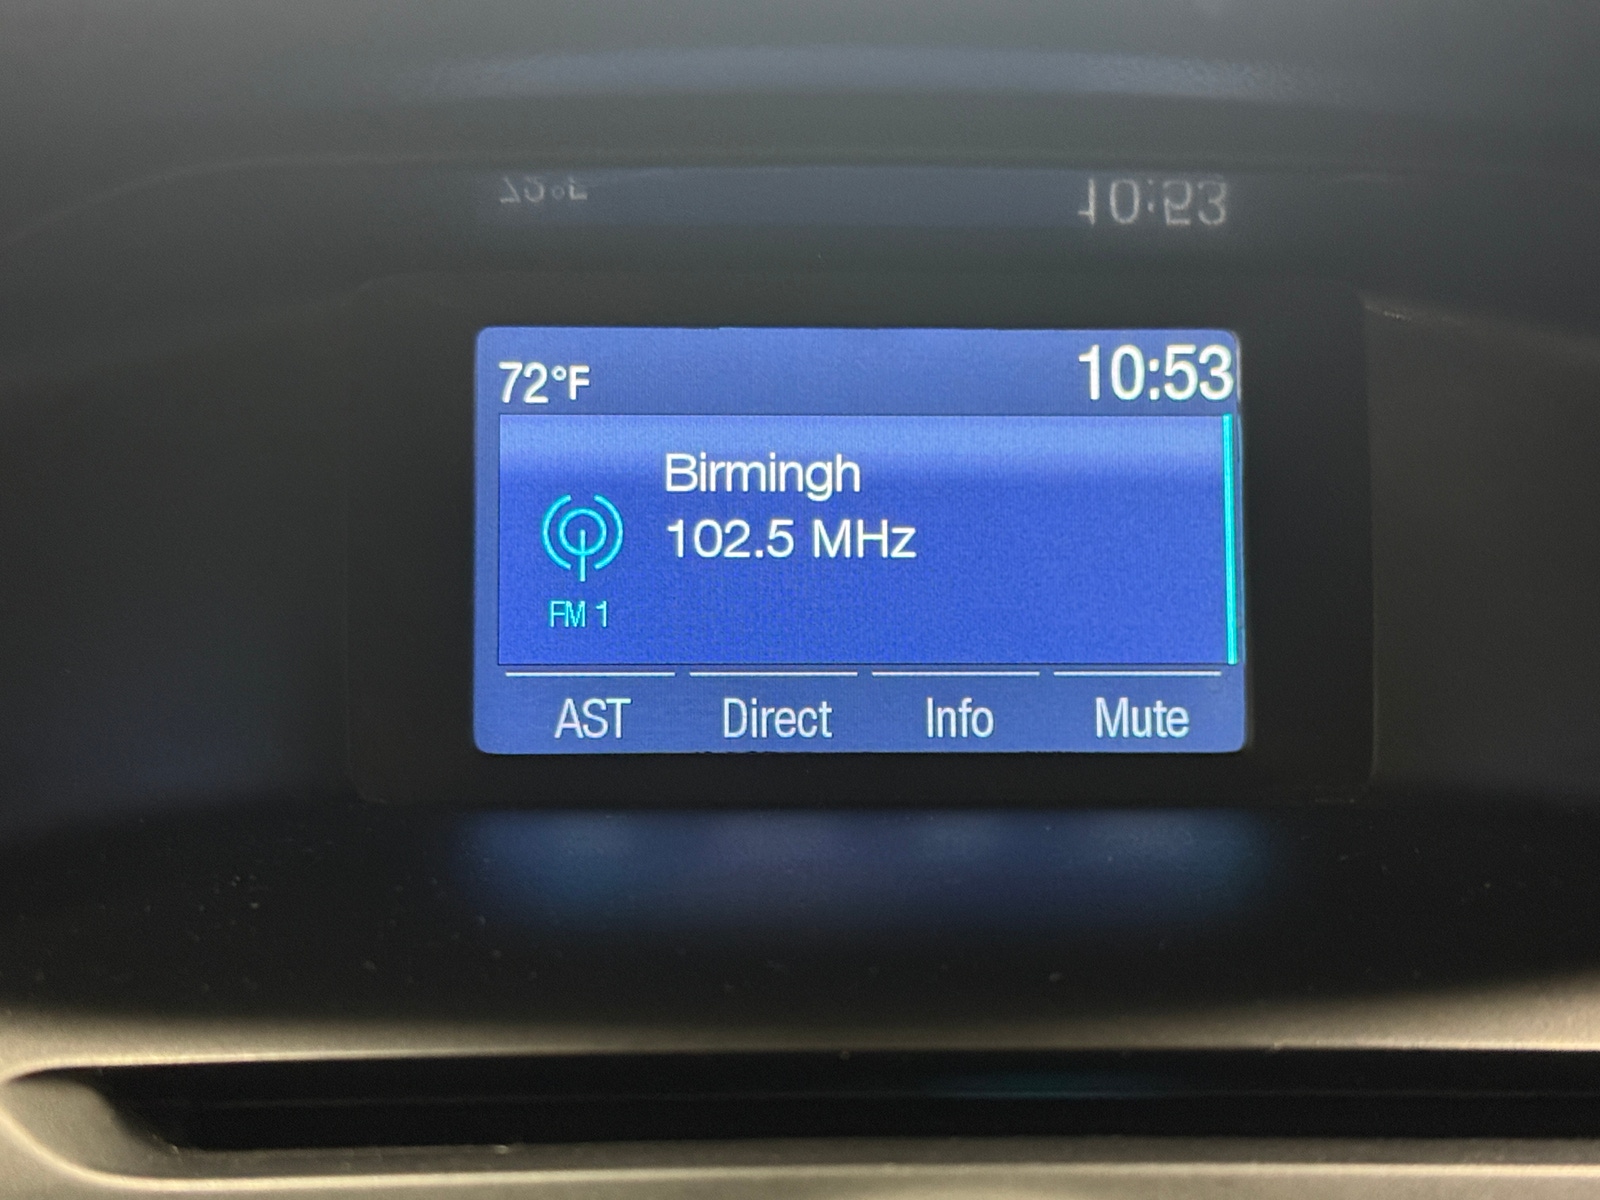 72°F 10:53
Birmingh
102.5 MHz
FM 1
AST Direct Info Mute